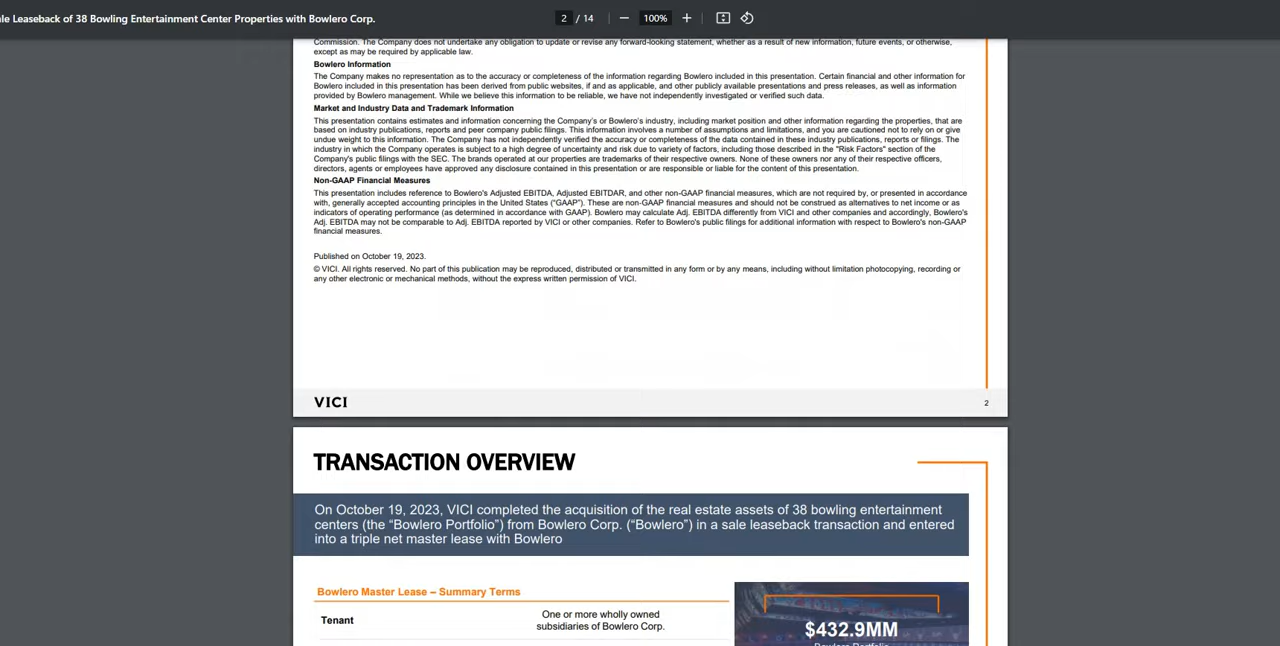 ale Leaseback of 38 Bowling Entertainment Center Properties with Bowlero Corp.
2 / 14 | — 100% +
Commission. The Company does not undertake any obligation to update or revise any forward-looking statement, whether as a result of new information, future events, or otherwise,
except as may be required by applicable law.
Bowlero Information
The Company makes no representation as to the accuracy or completeness of the information regarding Bowlero included in this presentation. Certain financial and other information for
Bowlero included in this presentation has been derived from public websites, if and as applicable, and other publicly available presentations and press releases, as well as information
provided by Bowlero management. While we believe this information to be reliable, we have not independently investigated or verified such data.
Market and Industry Data and Trademark Information
This presentation contains estimates and information concerning the Company's or Bowlero's industry, including market position and other information regarding the properties, that are
based on industry publications, reports and peer company public filings. This information involves a number of assumptions and limitations, and you are cautioned not to rely on or give
undue weight to this information. The Company has not independently verified the accuracy or completeness of the data contained in these industry publications, reports or filings. The
industry in which the Company operates is subject to a high degree of uncertainty and risk due to variety of factors, including those described in the "Risk Factors" section of the
Company's public filings with the SEC. The brands operated at our properties are trademarks of their respective owners. None of these owners nor any of their respective officers,
directors, agents or employees have approved any disclosure contained in this presentation or are responsible or liable for the content of this presentation.
Non-GAAP Financial Measures
This presentation includes reference to Bowlero's Adjusted EBITDA, Adjusted EBITDAR, and other non-GAAP financial measures, which are not required by, or presented in accordance
with, generally accepted accounting principles in the United States ("GAAP"). These are non-GAAP financial measures and should not be construed as alternatives to net income or as
indicators of operating performance (as determined in accordance with GAAP). Bowlero may calculate Adj. EBITDA differently from VICI and other companies and accordingly, Bowlero's
Adj. EBITDA may not be comparable to Adj. EBITDA reported by VICI or other companies. Refer to Bowlero's public filings for additional information with respect to Bowlero's non-GAAP
financial measures.
Published on October 19, 2023.
© VICI. All rights reserved. No part of this publication may be reproduced, distributed or transmitted in any form or by any means, including without limitation photocopying, recording or
any other electronic or mechanical methods, without the express written permission of VICI.
VICI
2
TRANSACTION OVERVIEW
On October 19, 2023, VICI completed the acquisition of the real estate assets of 38 bowling entertainment
centers (the “Bowlero Portfolio”) from Bowlero Corp. (“Bowlero”) in a sale leaseback transaction and entered
into a triple net master lease with Bowlero
Bowlero Master Lease – Summary Terms
Tenant
One or more wholly owned
subsidiaries of Bowlero Corp.
$432.9MM
Bowlero Portfolio